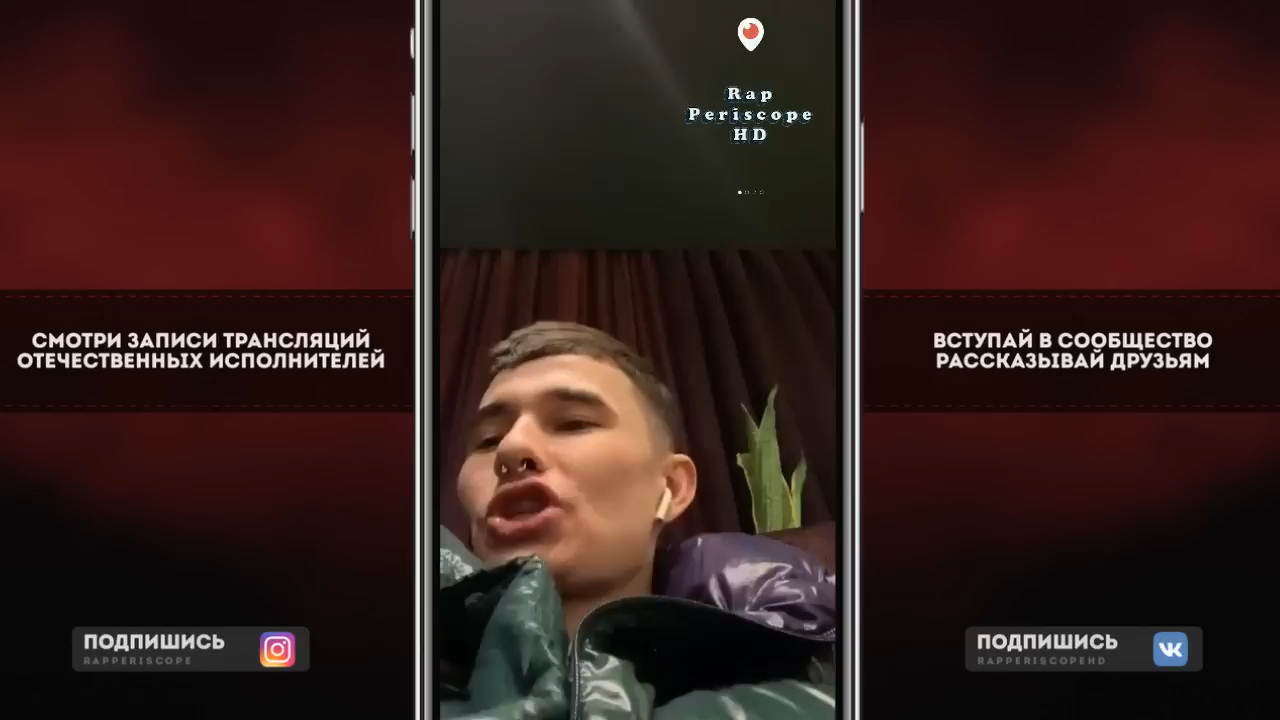 Rap
Periscope
HD
СМОТРИ ЗАПИСИ ТРАНСЛЯЦИЙ
ОТЕЧЕСТВЕННЫХ ИСПОЛНИТЕЛЕЙ
ВСТУПАЙ В СООБЩЕСТВО
РАССКАЗЫВАЙ ДРУЗЬЯМ
ПОДПИШИСЬ
RAPPERISCOPE
ПОДПИШИСЬ
RAPPERISCOPEHD